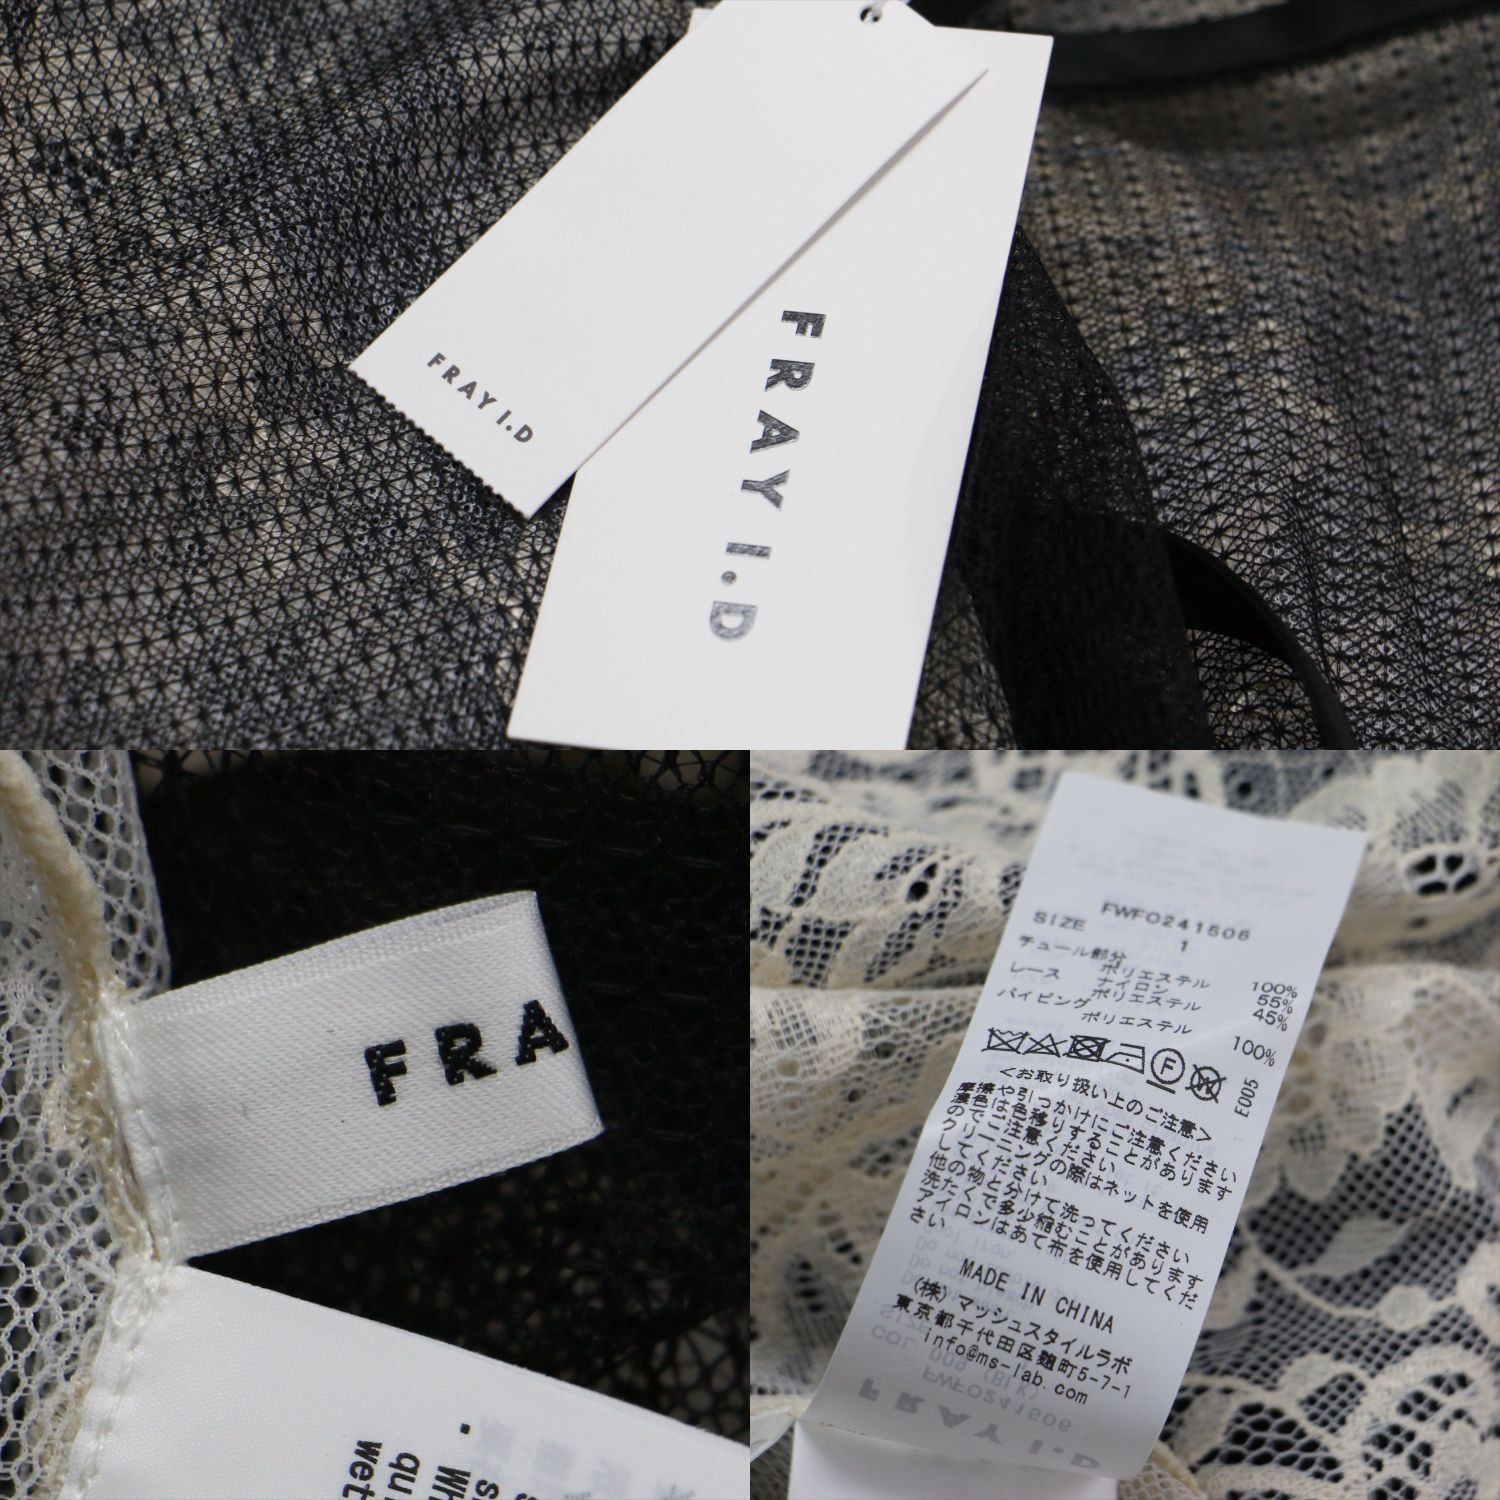 FRAY I.D
FRAY I.D
FRA
FWFO241506
SIZE 1
チュール部分
ポリエステル 100%
レース ナイロン 55%
ポリエステル 45%
パイピング
ポリエステル 100%
F
W
E005
<お取り扱い上のご注意>
摩擦や引っかけにご注意ください
濃色は色移りすることがあります
のでご注意ください
クリーニングの際はネットを使用
してください
他の物と分けて洗ってください
洗たくで多少縮むことがあります
アイロンはあて布を使用してくだ
さい
MADE IN CHINA
(株)マッシュスタイルラボ
東京都千代田区麹町5-7-1
info@ms-lab.com
FRAY I.D
FWFO241506
009 (BLK)
wet
qu